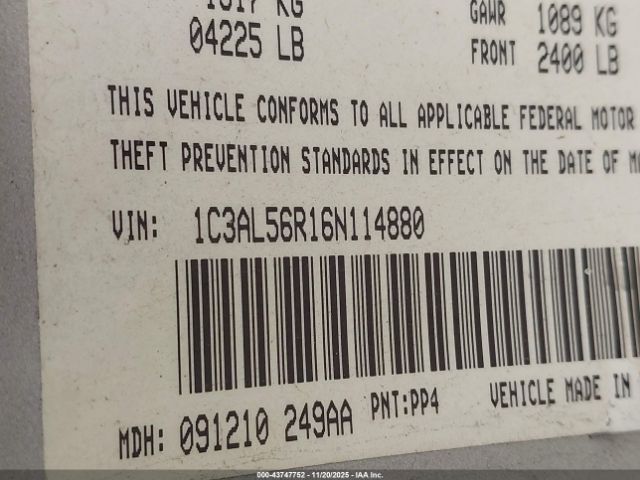 1917 KG
04225 LB
GAWR 1089 KG
FRONT 2400 LB
THIS VEHICLE CONFORMS TO ALL APPLICABLE FEDERAL MOTOR
THEFT PREVENTION STANDARDS IN EFFECT ON THE DATE OF
VIN: 1C3AL56R16N114880
MDH: 091210 249AA PNT:PP4 VEHICLE MADE IN
000-43747752 - 11/20/2025 - IAA Inc.